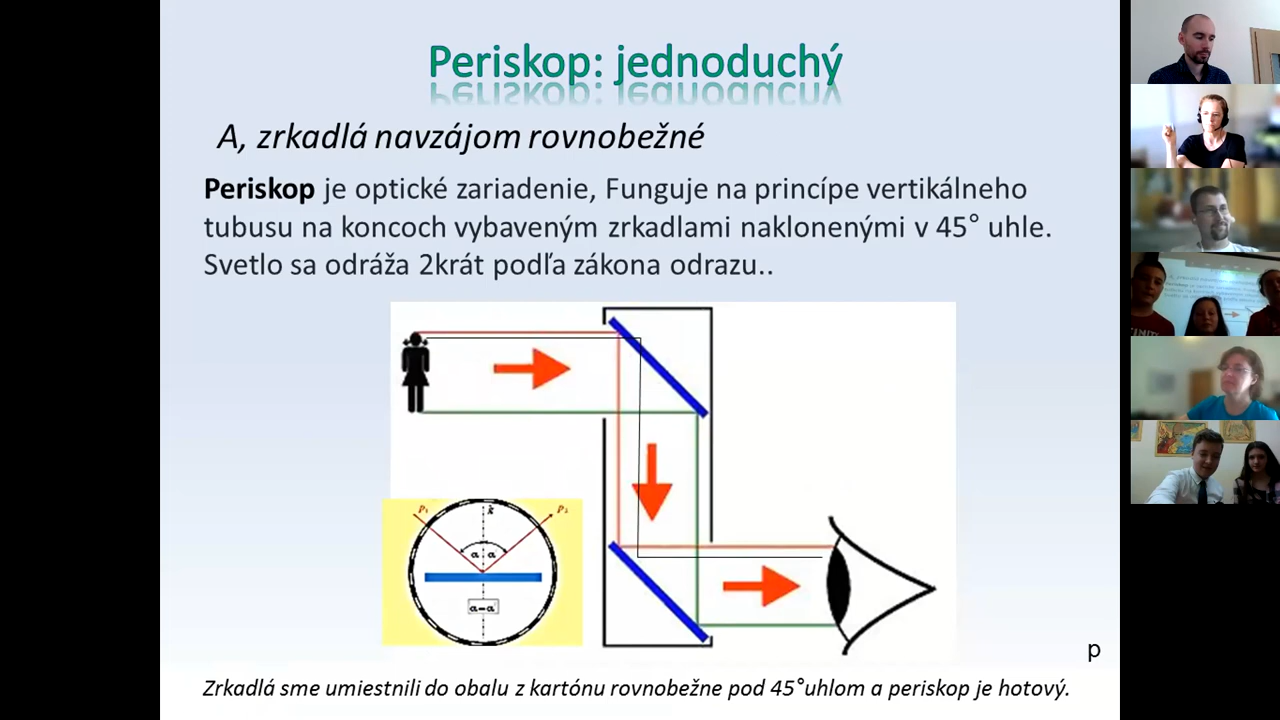 Periskop: jednoduchý
A, zrkadlá navzájom rovnobežné
Periskop je optické zariadenie, Funguje na princípe vertikálneho
tubusu na koncoch vybaveným zrkadlami naklonenými v 45° uhle.
Svetlo sa odráža 2krát podľa zákona odrazu..
p₁ k p₂
α α
p
Zrkadlá sme umiestnili do obalu z kartónu rovnobežne pod 45°uhlom a periskop je hotový.